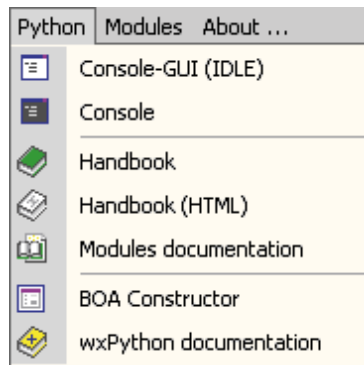 Python Modules About ...
Console-GUI (IDLE)
Console
Handbook
Handbook (HTML)
Modules documentation
BOA Constructor
wxPython documentation